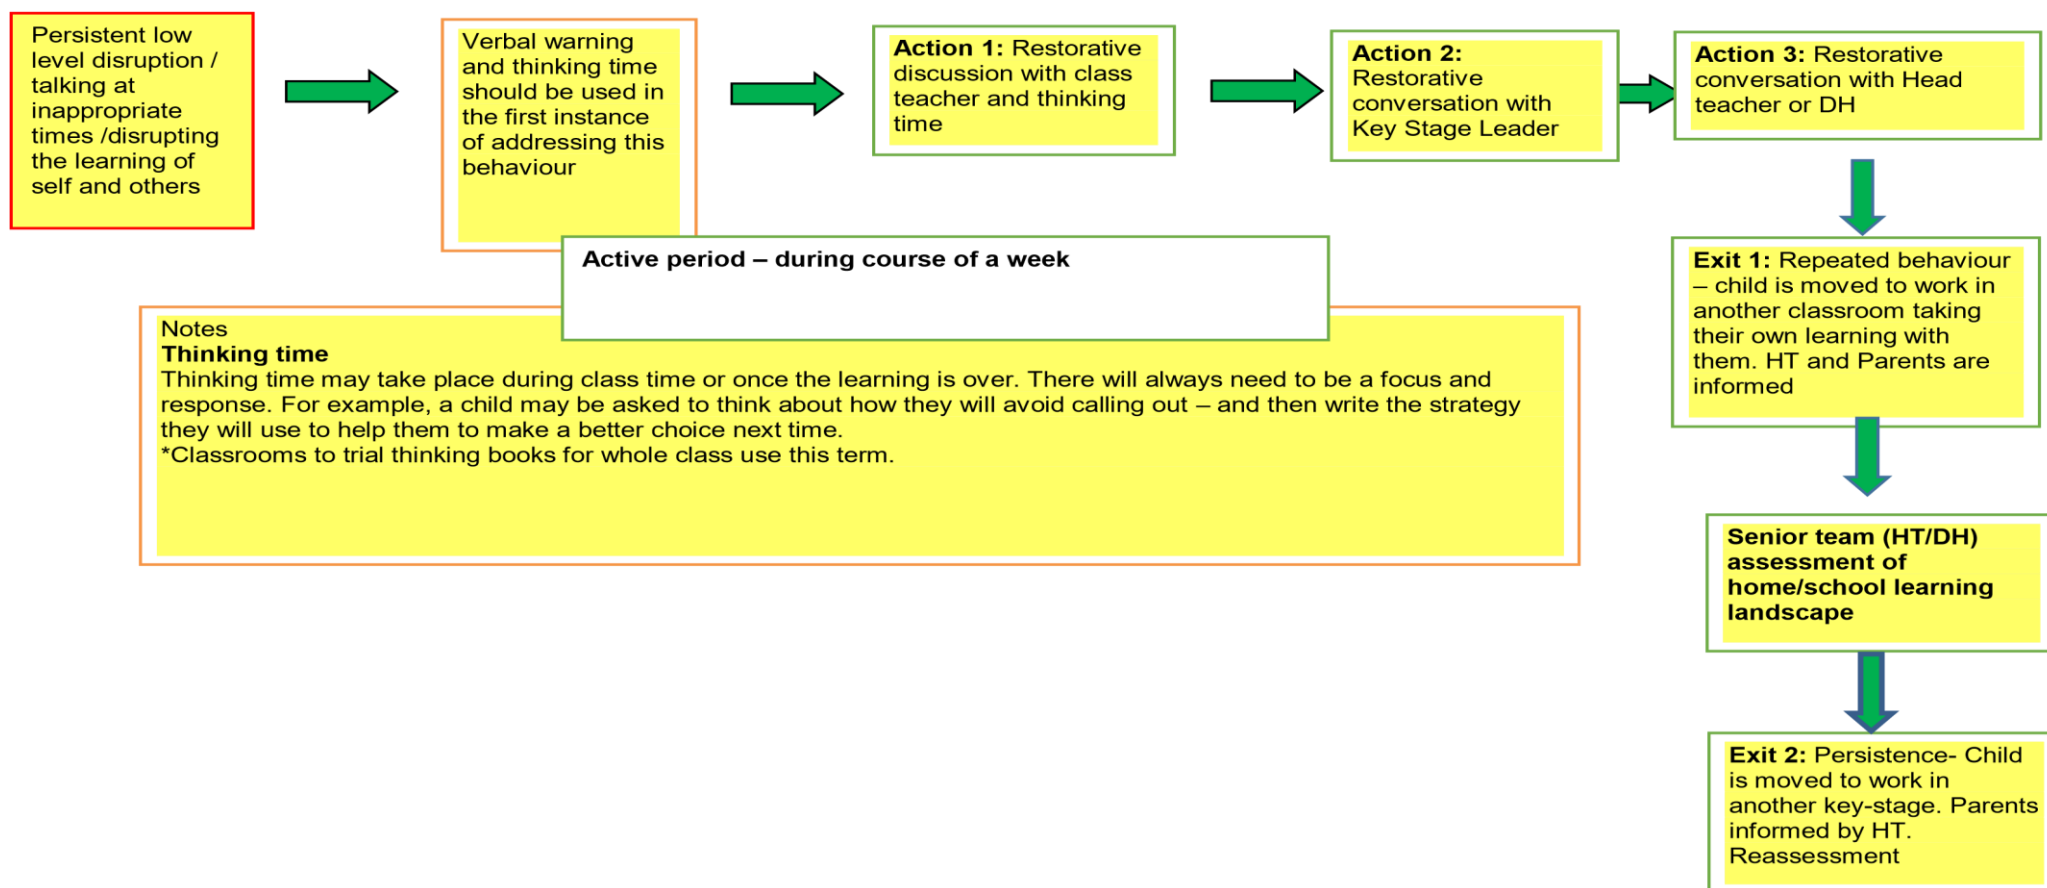 Persistent low
level disruption /
talking at
inappropriate
times /disrupting
the learning of
self and others
Verbal warning
and thinking time
should be used in
the first instance
of addressing this
behaviour
Action 1: Restorative
discussion with class
teacher and thinking
time
Action 2:
Restorative
conversation with
Key Stage Leader
Action 3: Restorative
conversation with Head
teacher or DH
Active period – during course of a week
Exit 1: Repeated behaviour
– child is moved to work in
another classroom taking
their own learning with
them. HT and Parents are
informed
Notes
Thinking time
Thinking time may take place during class time or once the learning is over. There will always need to be a focus and
response. For example, a child may be asked to think about how they will avoid calling out – and then write the strategy
they will use to help them to make a better choice next time.
*Classrooms to trial thinking books for whole class use this term.
Senior team (HT/DH)
assessment of
home/school learning
landscape
Exit 2: Persistence- Child
is moved to work in
another key-stage. Parents
informed by HT.
Reassessment